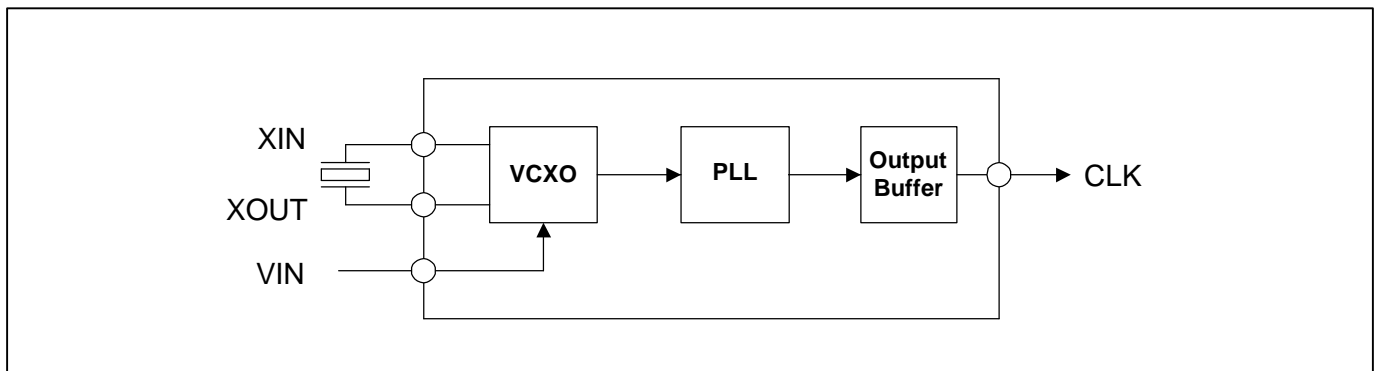 XIN
XOUT
VIN
VCXO
PLL
Output
Buffer
CLK